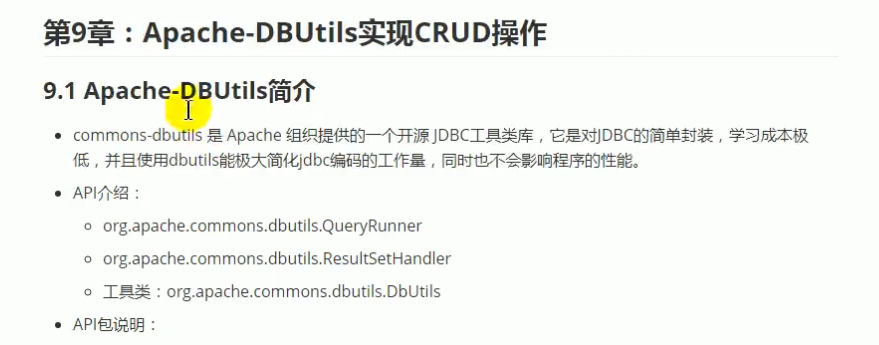 第9章：Apache-DBUtils实现CRUD操作
9.1 Apache-DBUtils简介
commons-dbutils 是 Apache 组织提供的一个开源 JDBC工具类库，它是对JDBC的简单封装，学习成本极
低，并且使用dbutils能极大简化jdbc编码的工作量，同时也不会影响程序的性能。
API介绍：
org.apache.commons.dbutils.QueryRunner
org.apache.commons.dbutils.ResultSetHandler
工具类：org.apache.commons.dbutils.DbUtils
API包说明：